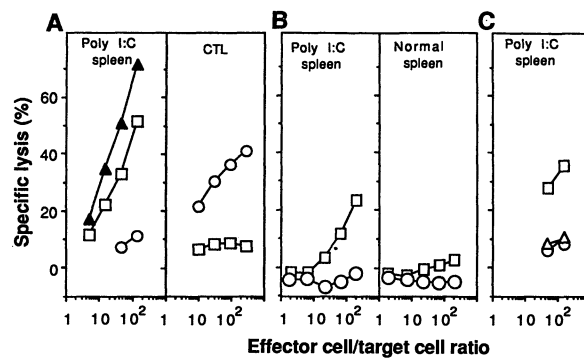 A
B
C
Poly I:C
spleen
CTL
Poly I:C
spleen
Normal
spleen
Poly I:C
spleen
Specific lysis (%)
60
40
20
0
1 10 10² 1 10 10² 1 10 10² 1 10 10² 1 10 10²
Effector cell/target cell ratio